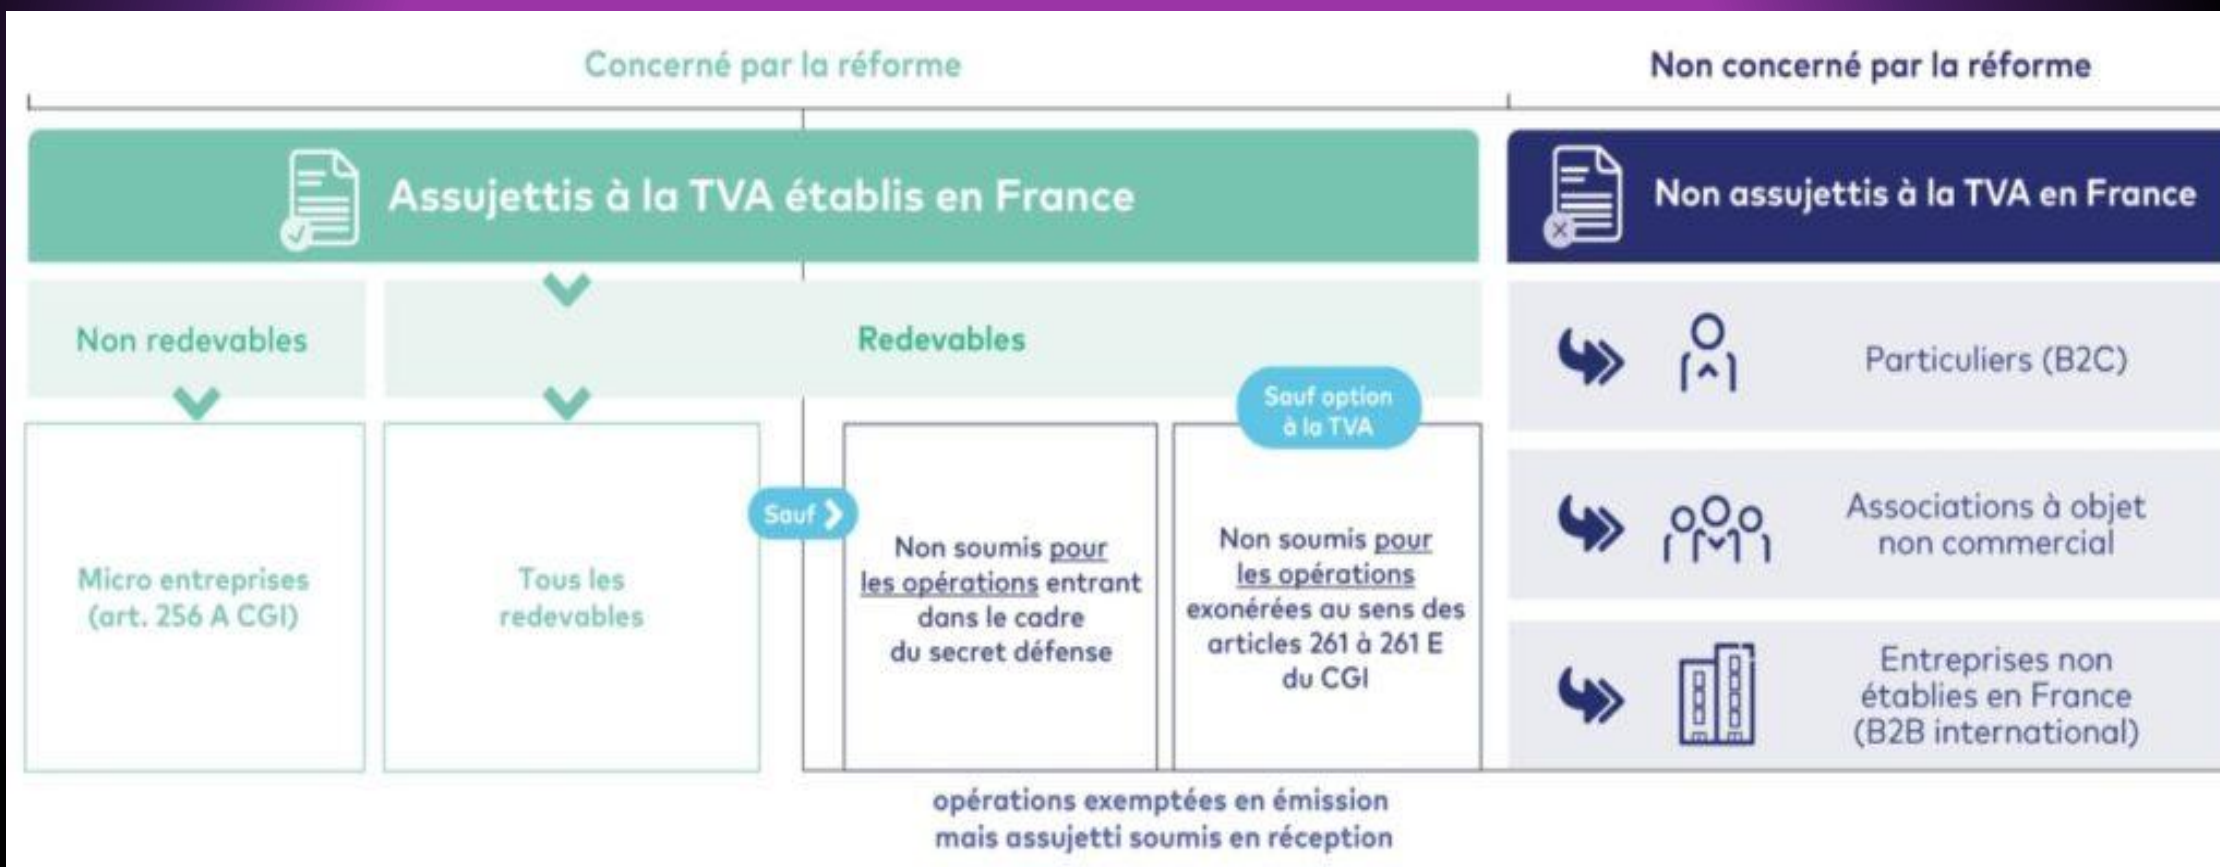 Concerné par la réforme
Non concerné par la réforme
Assujettis à la TVA établis en France
Non assujettis à la TVA en France
Non redevables
Redevables
Sauf option
à la TVA
Micro entreprises
(art. 256 A CGI)
Tous les
redevables
Sauf
Non soumis pour
les opérations entrant
dans le cadre
du secret défense
Non soumis pour
les opérations
exonérées au sens des
articles 261 à 261 E
du CGI
Particuliers (B2C)
Associations à objet
non commercial
Entreprises non
établies en France
(B2B international)
opérations exemptées en émission
mais assujetti soumis en réception